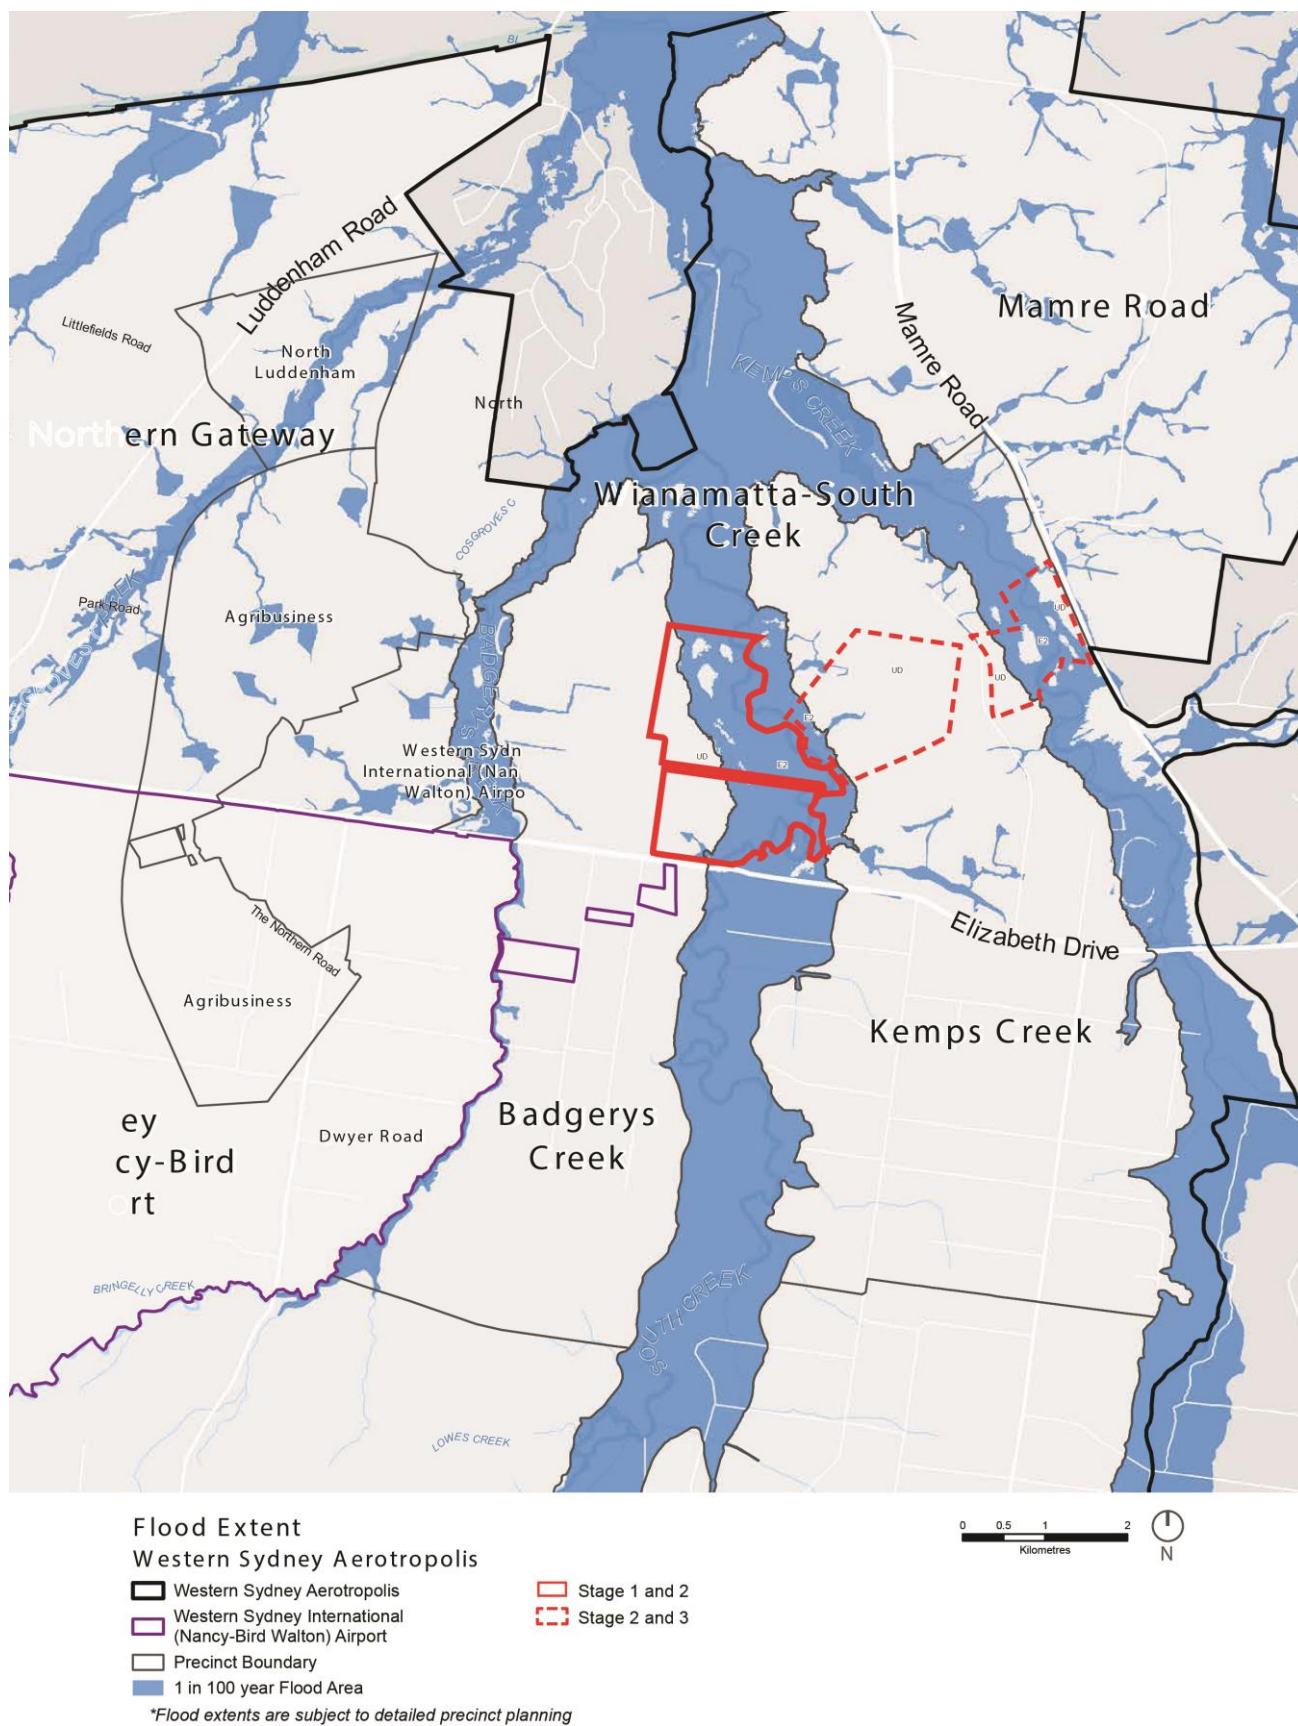 BL
Luddenham Road
Littlefields Road
North
Luddenham
North
Northern Gateway
Mamre Road
Mamre Road
KEMPS CREEK
Wianamatta-South
Creek
COSGROVES C
Park Road
Agribusiness
BADGERYS
UD
E2
UD
UD
E2
UD
E2
Western Sydn
International (Nan
Walton) Airpo
The Northern Road
Elizabeth Drive
Agribusiness
Kemps Creek
Badgerys
Creek
Dwyer Road
ey
cy-Bird
ort
BRINGELLY CREEK
SOUTH CREEK
LOWES CREEK
Flood Extent
Western Sydney Aerotropolis
Western Sydney Aerotropolis
Western Sydney International
(Nancy-Bird Walton) Airport
Precinct Boundary
1 in 100 year Flood Area
*Flood extents are subject to detailed precinct planning
Stage 1 and 2
Stage 2 and 3
0 0.5 1 2
Kilometres
N